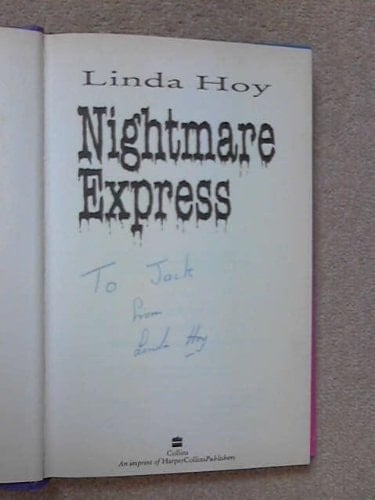 Linda Hoy
Nightmare
Express
To Jack
from
Linda Hoy
Collins
An imprint of HarperCollinsPublishers